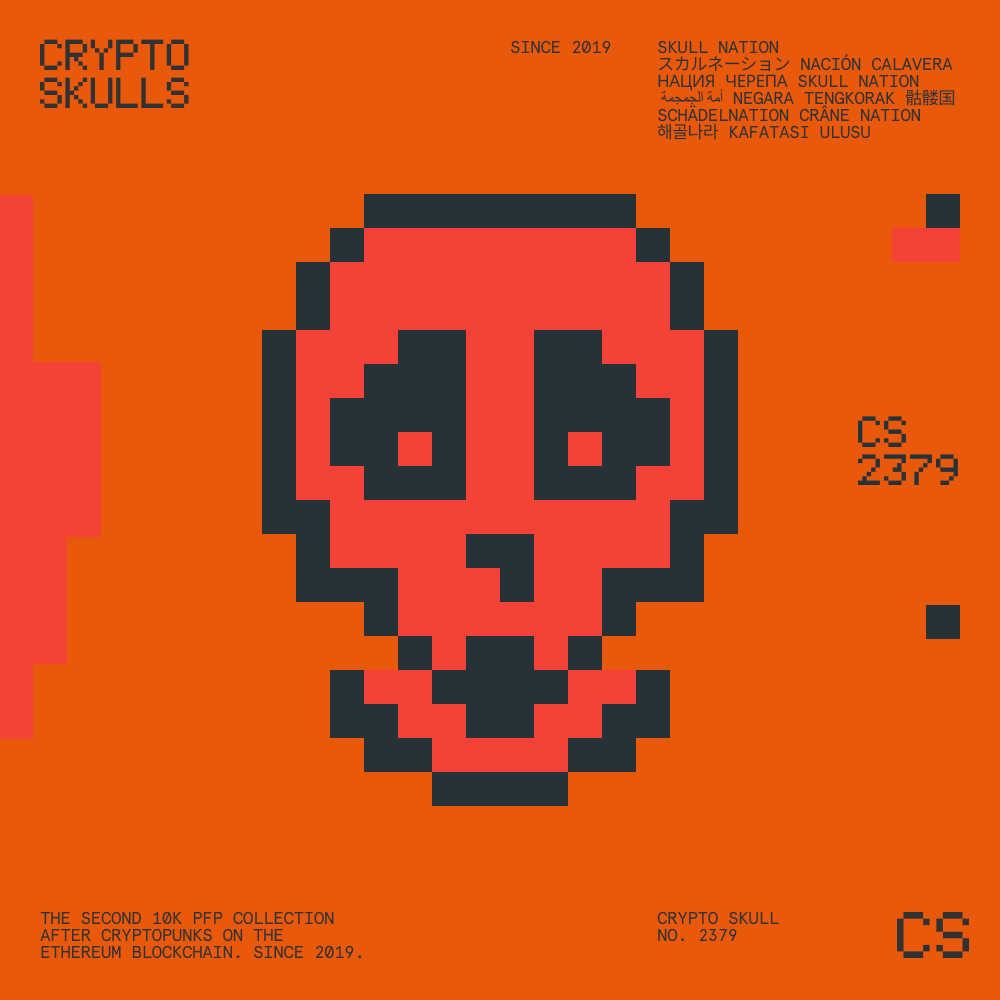 CRYPTO
SKULLS
SINCE 2019
SKULL NATION
スカルネーション NACIÓN CALAVERA
НАЦИЯ ЧЕРЕПА SKULL NATION
أمة الجمجمة NEGARA TENGKORAK 骷髅国
SCHÄDELNATION CRÂNE NATION
해골나라 KAFATASI ULUSU
CS
2379
THE SECOND 10K PFP COLLECTION
AFTER CRYPTOPUNKS ON THE
ETHEREUM BLOCKCHAIN. SINCE 2019.
CRYPTO SKULL
NO. 2379
CS